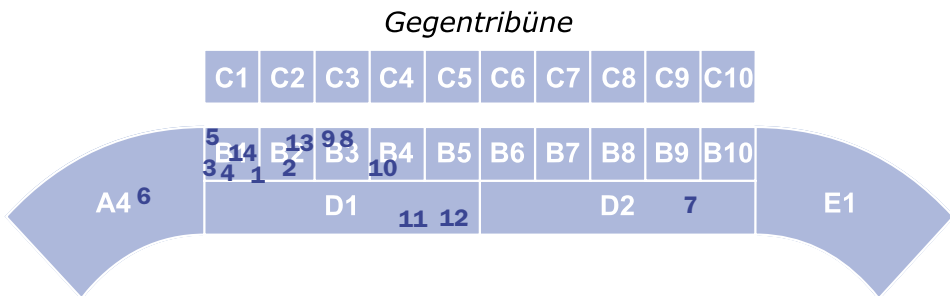 Gegentribüne
C1 C2 C3 C4 C5 C6 C7 C8 C9 C10
5 13 9 8
B1 14 B2 B3 B4 B5 B6 B7 B8 B9 B10
3 4 1 2 10
A4 6 D1 D2 7 E1
11 12